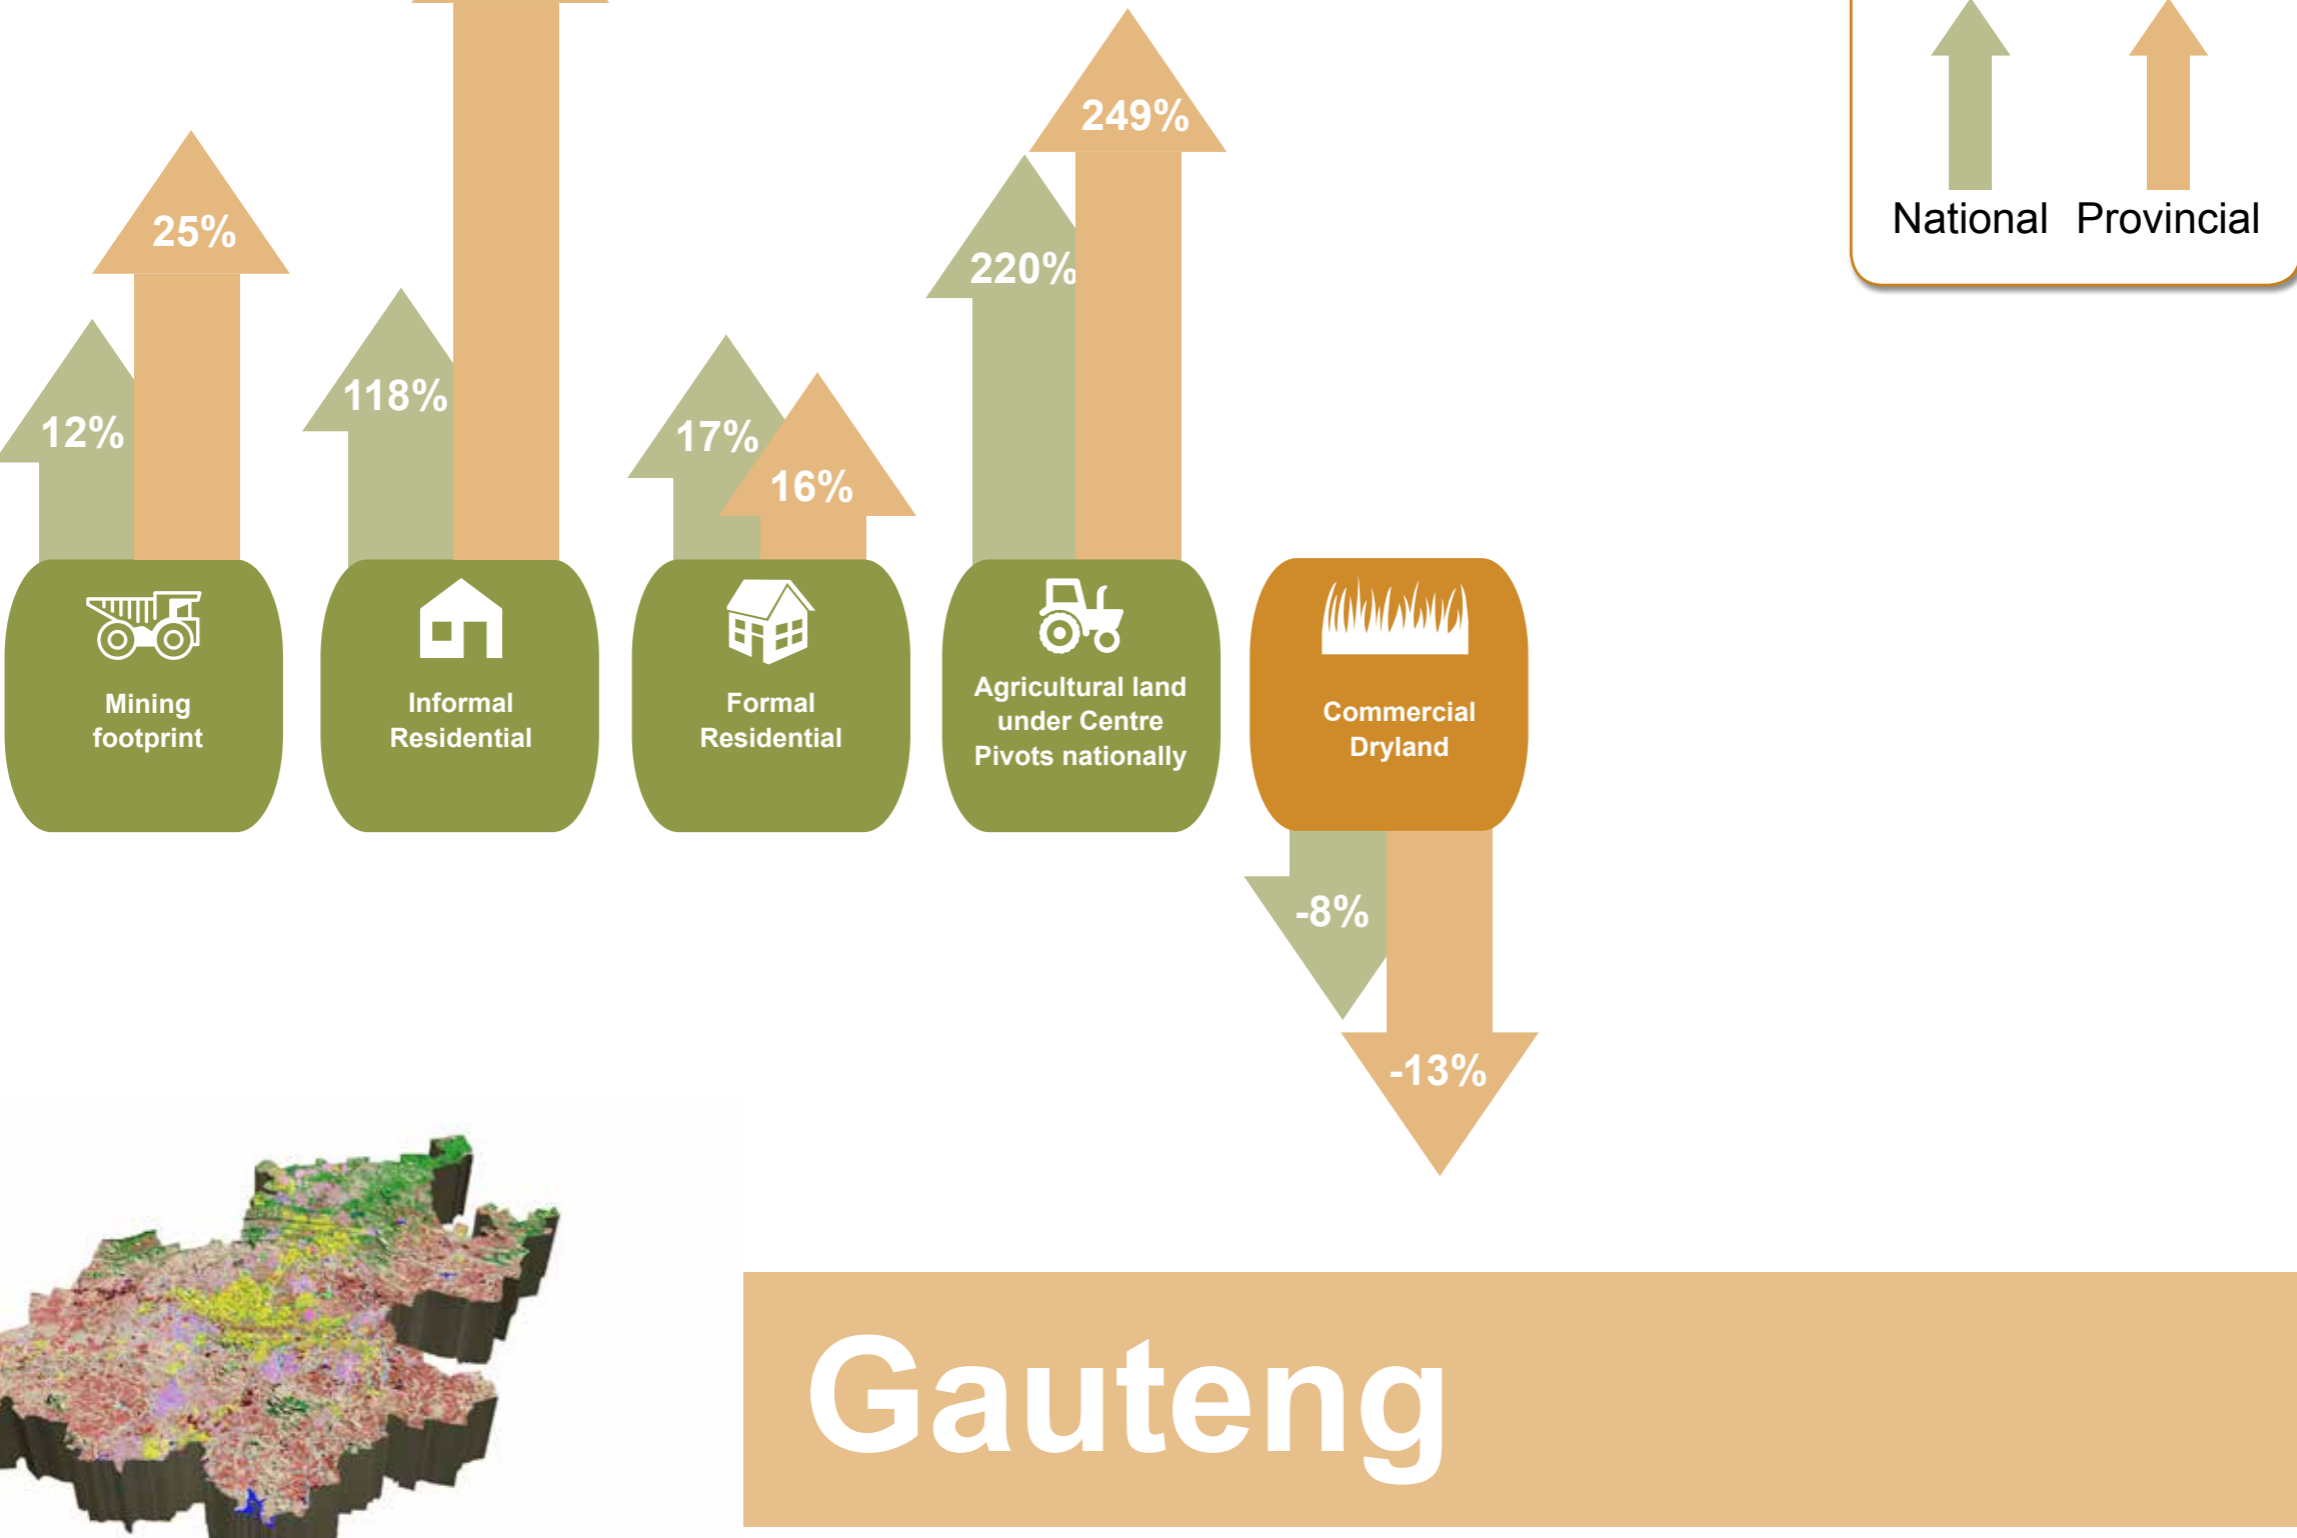 249%
25%
220%
National Provincial
118%
12%
17%
16%
Mining
footprint
Informal
Residential
Formal
Residential
Agricultural land
under Centre
Pivots nationally
Commercial
Dryland
-8%
-13%
Gauteng